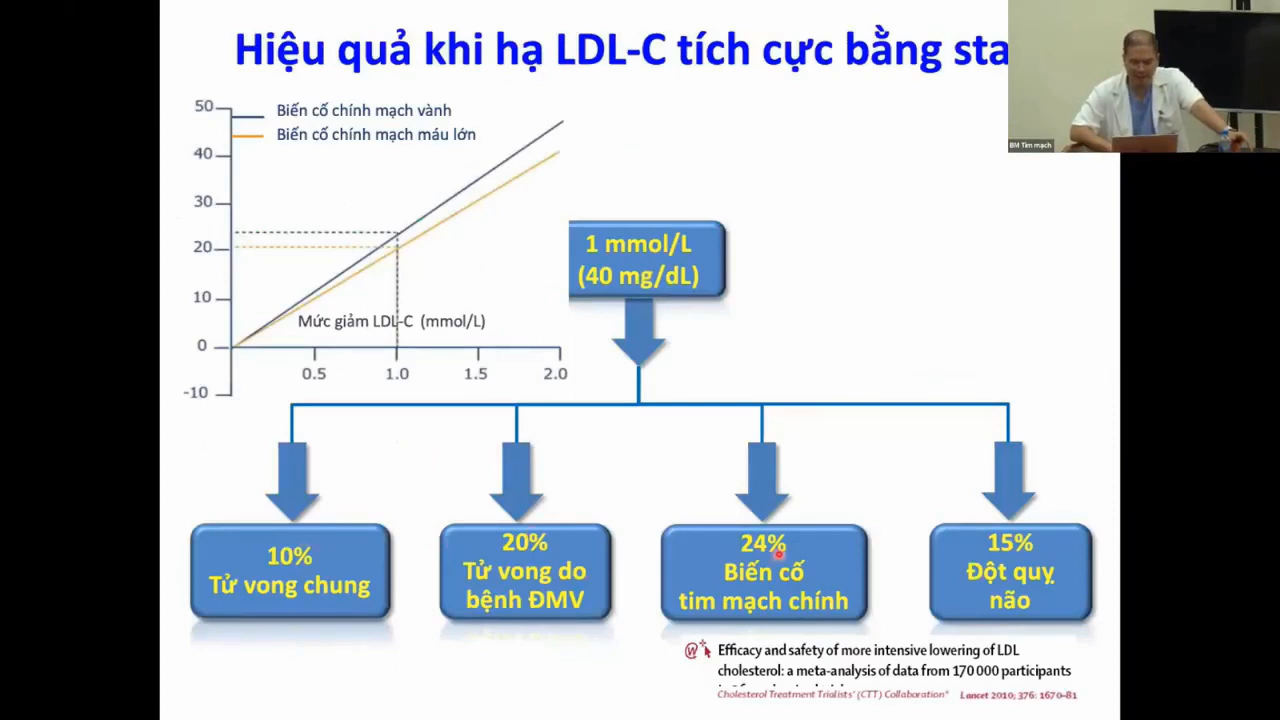 Hiệu quả khi hạ LDL-C tích cực bằng sta
BM Tim mạch
50
Biến cố chính mạch vành
Biến cố chính mạch máu lớn
40
30
20
10
0
-10
Mức giảm LDL-C (mmol/L)
0.5 1.0 1.5 2.0
1 mmol/L
(40 mg/dL)
10%
Tử vong chung
20%
Tử vong do
bệnh ĐMV
24%
Biến cố
tim mạch chính
15%
Đột quỵ
não
Efficacy and safety of more intensive lowering of LDL
cholesterol: a meta-analysis of data from 170 000 participants
Cholesterol Treatment Trialists' (CTT) Collaboration* Lancet 2010; 376: 1670–81